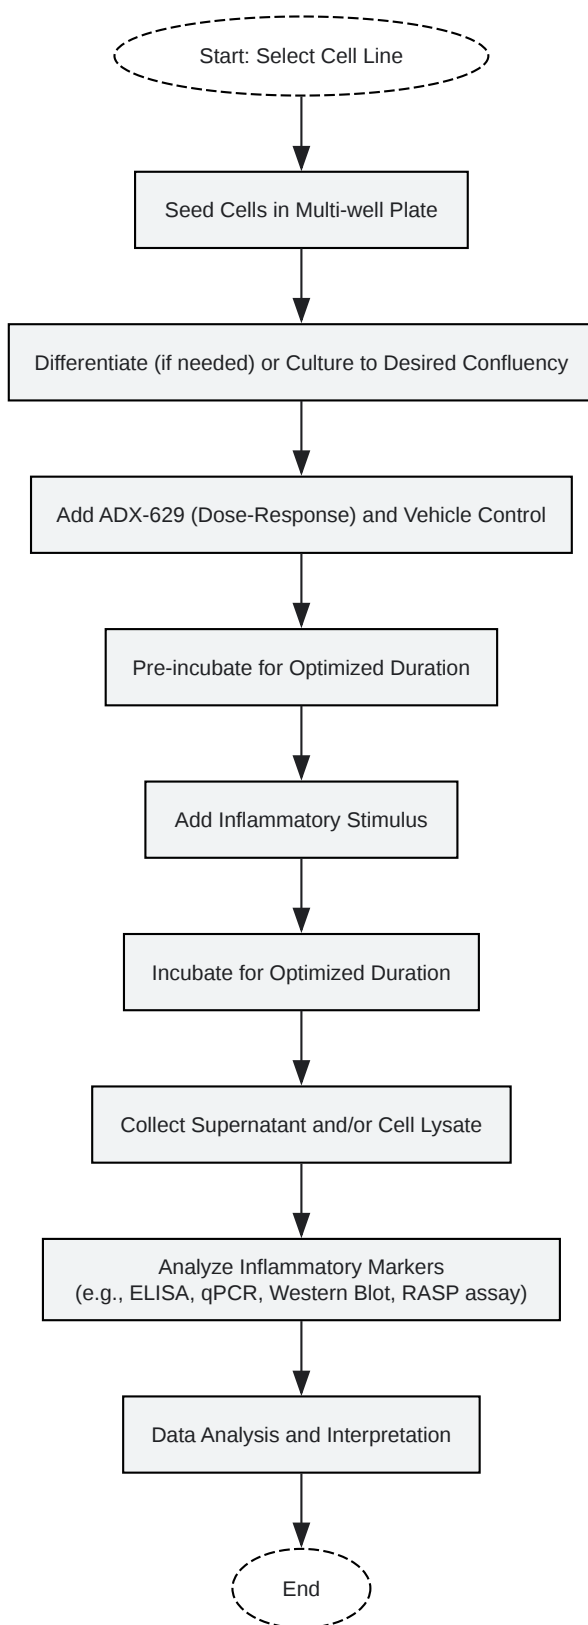 Start: Select Cell Line
Seed Cells in Multi-well Plate
Differentiate (if needed) or Culture to Desired Confluency
Add ADX-629 (Dose-Response) and Vehicle Control
Pre-incubate for Optimized Duration
Add Inflammatory Stimulus
Incubate for Optimized Duration
Collect Supernatant and/or Cell Lysate
Analyze Inflammatory Markers
(e.g., ELISA, qPCR, Western Blot, RASP assay)
Data Analysis and Interpretation
End